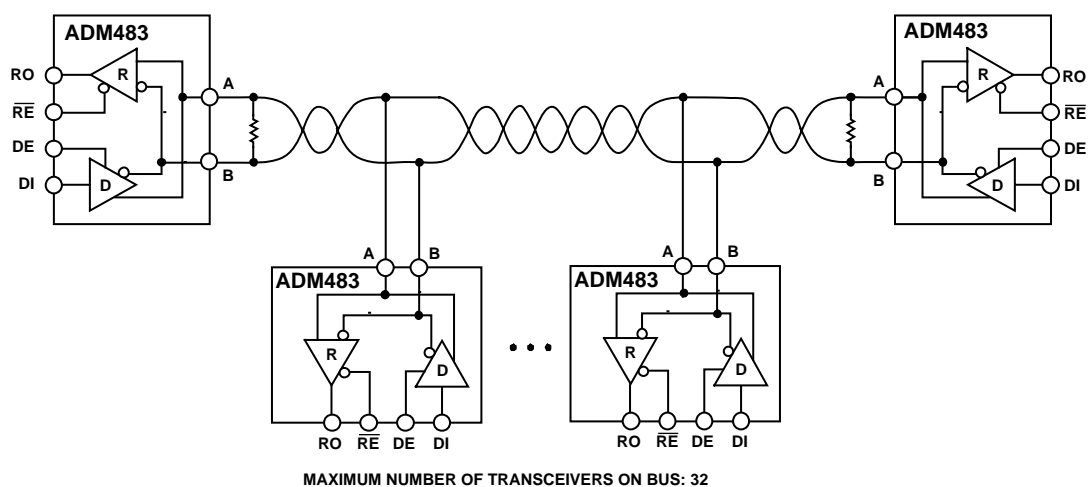 ADM483
RO
R
RE
DE
DI
D
A
B
A
B
ADM483
R
RO
RE
DE
D
DI
A
B
ADM483
R
D
RO
RE
DE
DI
A
B
ADM483
R
D
RO
RE
DE
DI
MAXIMUM NUMBER OF TRANSCEIVERS ON BUS: 32